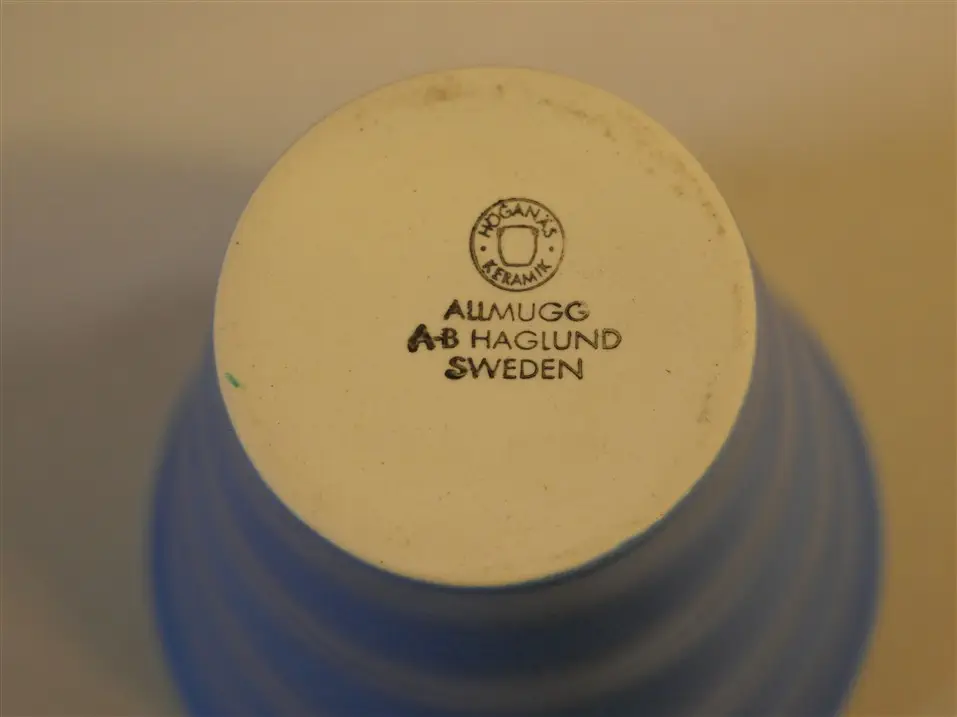 HÖGANÄS
KERAMIK
ALLMUGG
A-B HAGLUND
SWEDEN